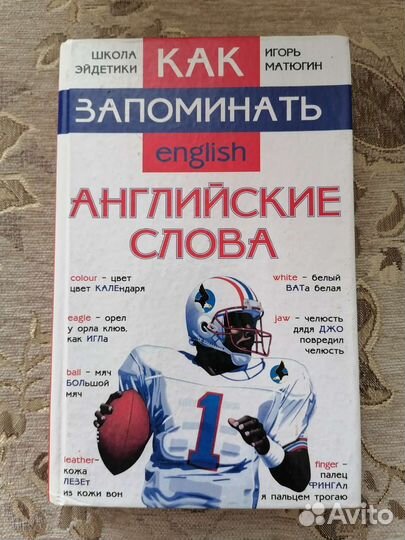 ШКОЛА
ЭЙДЕТИКИ
КАК
ИГОРЬ
МАТЮГИН
ЗАПОМИНАТЬ
english
АНГЛИЙСКИЕ
СЛОВА
colour - цвет
цвет КАЛЕндаря
white - белый
ВАТа белая
eagle - орел
у орла клюв,
как ИГЛа
jaw - челюсть
дядя ДЖО
повредил
челюсть
ball - мяч
БОЛьшой
мяч
1
leather-
кожа
ЛЕЗЕТ
из кожи вон
finger -
палец
ФИНГАл
я пальцем трогаю
Avito